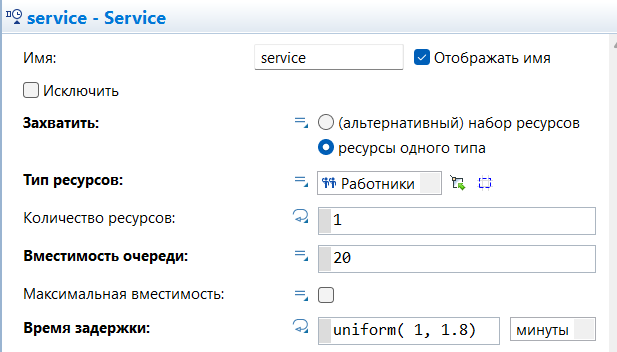 service - Service
Имя: service Отображать имя
Исключить
Захватить: (альтернативный) набор ресурсов
ресурсы одного типа
Тип ресурсов: Работники
Количество ресурсов: 1
Вместимость очереди: 20
Максимальная вместимость:
Время задержки: uniform( 1, 1.8) минуты